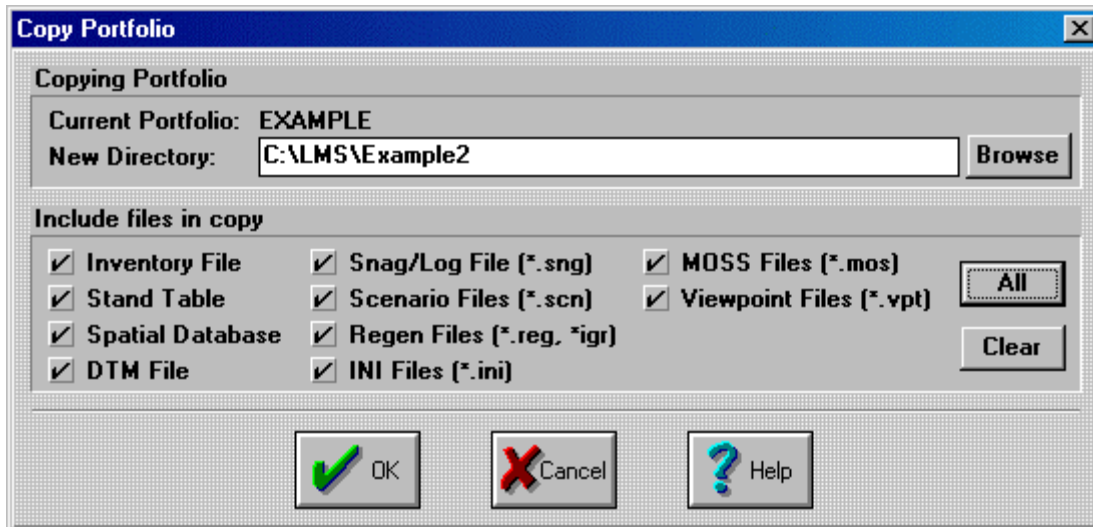 Copy Portfolio
Copying Portfolio
Current Portfolio: EXAMPLE
New Directory: C:\LMS\Example2 Browse
Include files in copy
Inventory File Snag/Log File (*.sng) MOSS Files (*.mos) All
Stand Table Scenario Files (*.scn) Viewpoint Files (*.vpt)
Spatial Database Regen Files (*.reg, *igr) Clear
DTM File INI Files (*.ini)
OK Cancel Help